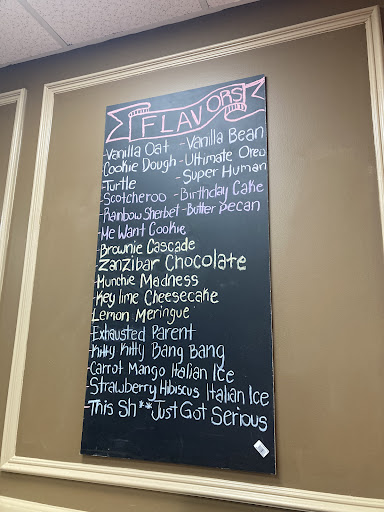 FLAVORS
-Vanilla Oat -Vanilla Bean
-Cookie Dough -Ultimate Oreo
-Turtle -Super Human
-Scotcheroo -Birthday Cake
-Rainbow Sherbet -Butter pecan
-Me Want Cookie
-Brownie Cascade
-Zanzibar Chocolate
-Munchie Madness
-Key lime Cheesecake
-Lemon Meringue
-Exhausted Parent
-Kitty Kitty Bang Bang
-Carrot Mango Italian Ice
-Strawberry Hibiscus Italian Ice
-This Sh** Just Got Serious